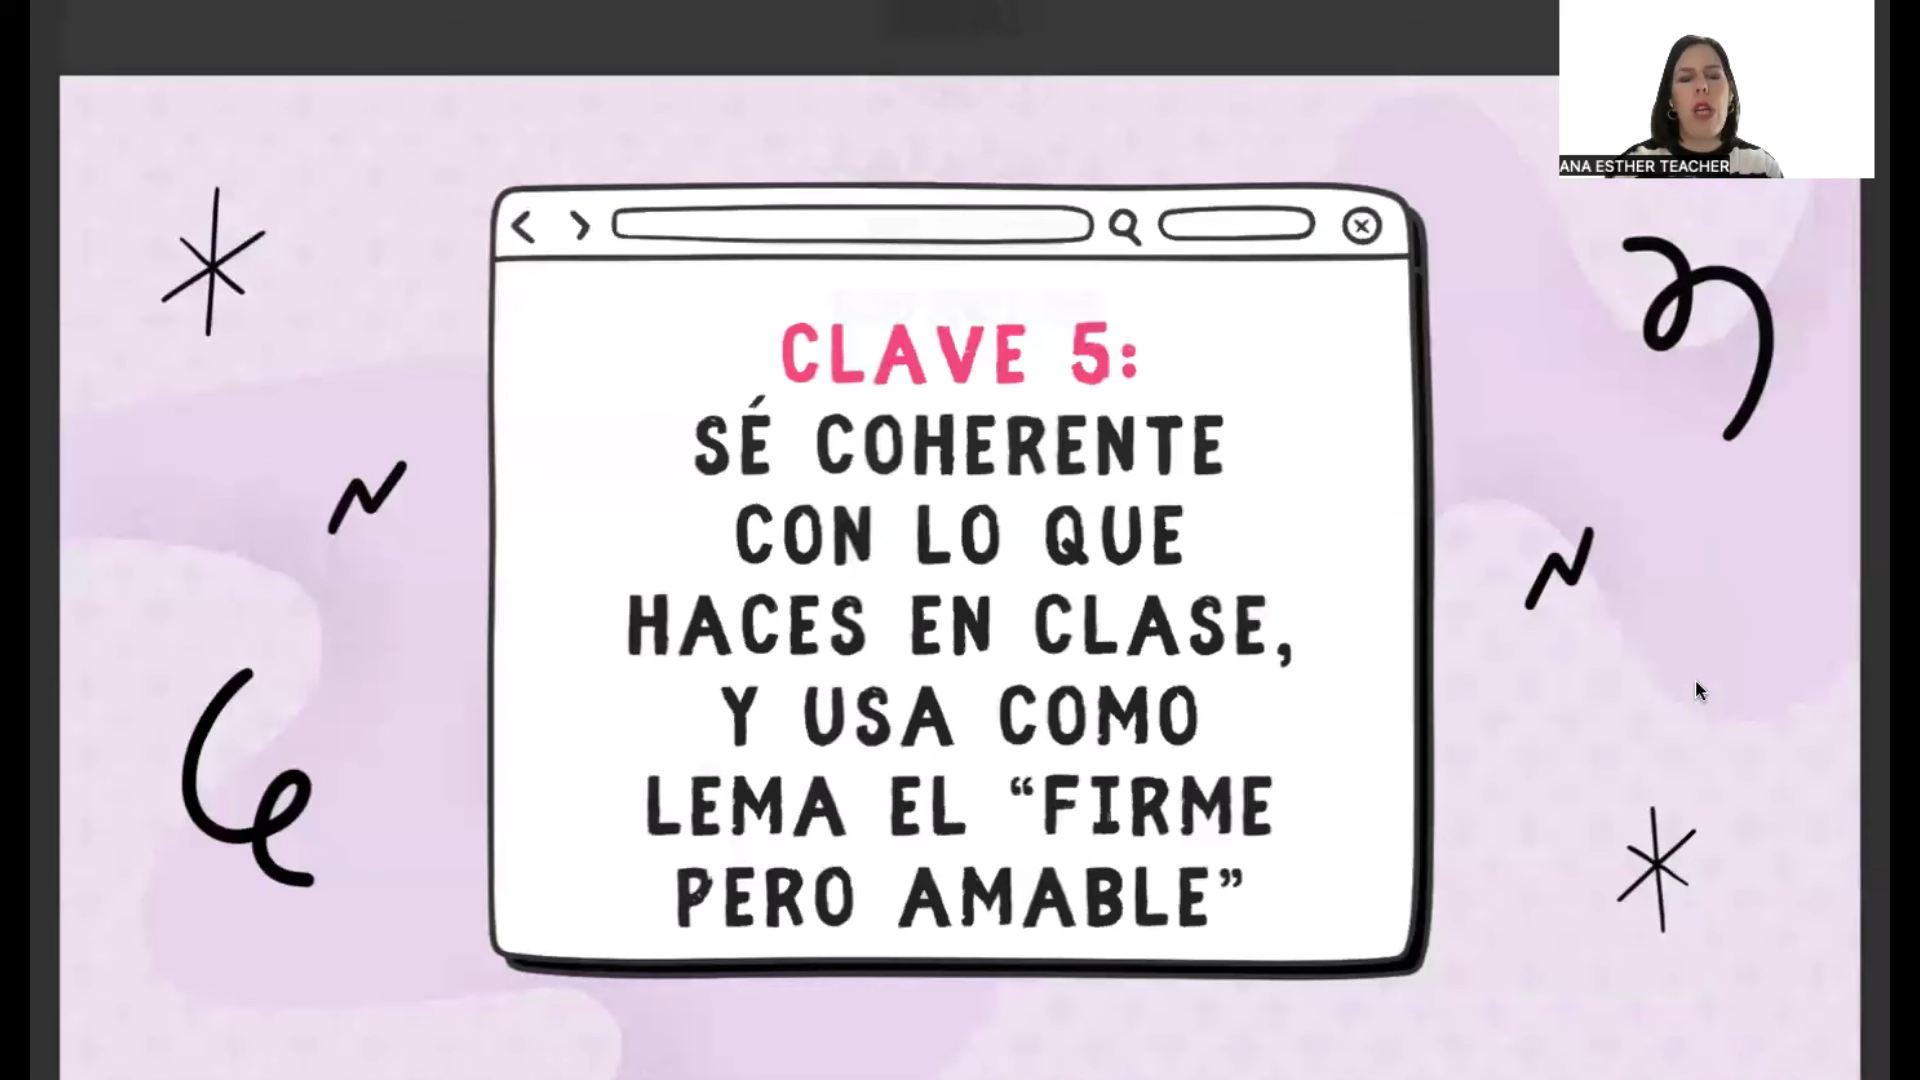 ANA ESTHER TEACHER
CLAVE 5:
SÉ COHERENTE
CON LO QUE
HACES EN CLASE,
Y USA COMO
LEMA EL “FIRME
PERO AMABLE”